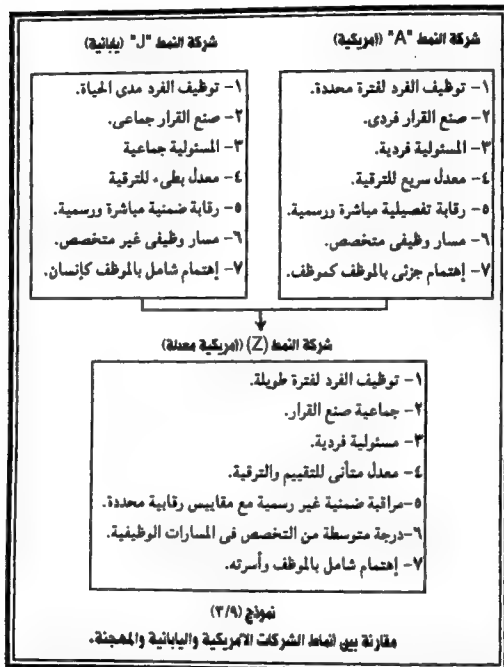 شركة النمط "A" (امريكية)
١- توظيف الفرد لفترة محددة.
٢- صنع القرار فردى.
٣- المسئولية فردية.
٤- معدل سريع للترقية.
٥- رقابة تفصيلية مباشرة ورسمية.
٦- مسار وظيفى متخصص.
٧- إهتمام جزئى بالموظف كموظف.
شركة النمط "J" (يابانية)
١- توظيف الفرد مدى الحياة.
٢- صنع القرار جماعى.
٣- المسئولية جماعية
٤- معدل بطىء للترقية
٥- رقابة ضمنية مباشرة ورسمية.
٦- مسار وظيفى غير متخصص.
٧- إهتمام شامل بالموظف كإنسان.
شركة النمط (Z) (امريكية معدلة)
١- توظيف الفرد لفترة طويلة.
٢- جماعية صنع القرار.
٣- مسئولية فردية.
٤- معدل متأنى للتقييم والترقية.
٥-مراقبة ضمنية غير رسمية مع مقاييس رقابية محددة.
٦-درجة متوسطة من التخصص فى المسارات الوظيفية.
٧- إهتمام شامل بالموظف وأسرته.
نموذج (٣/٩)
مقارنة بين انماط الشركات الامريكية واليابانية والمهجنة.